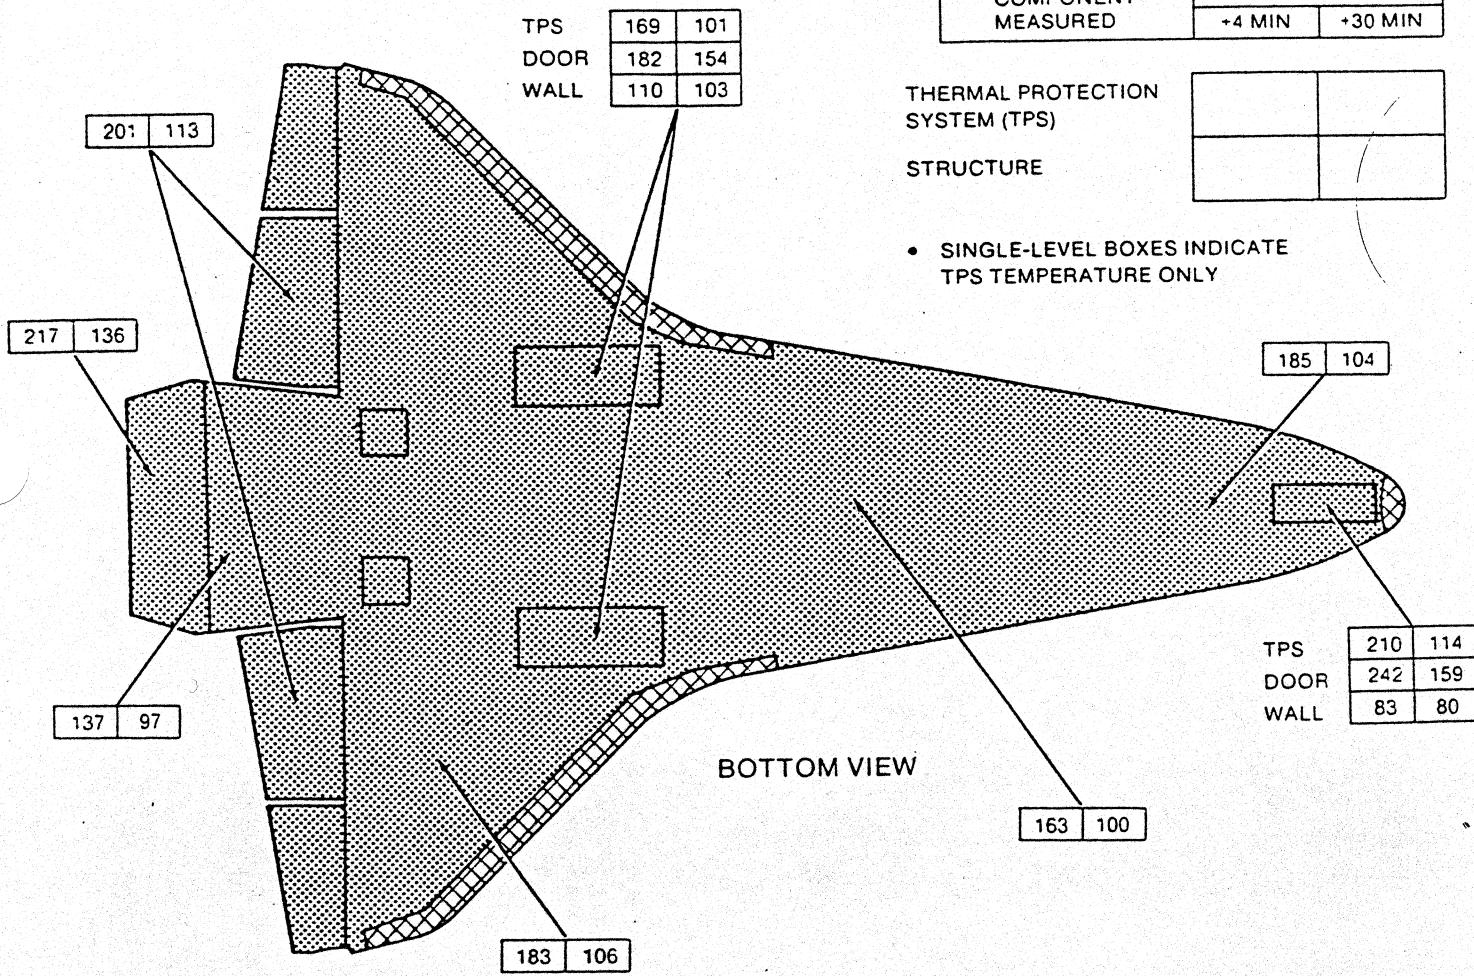 COMPONENT
MEASURED +4 MIN +30 MIN
TPS 169 101
DOOR 182 154
WALL 110 103
THERMAL PROTECTION
SYSTEM (TPS)
STRUCTURE
• SINGLE-LEVEL BOXES INDICATE
TPS TEMPERATURE ONLY
201 113
217 136
185 104
TPS 210 114
DOOR 242 159
WALL 83 80
137 97
BOTTOM VIEW
163 100
183 106